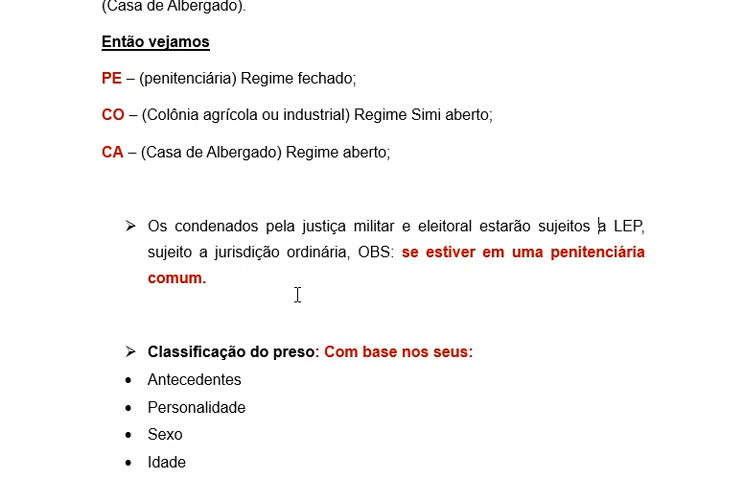 (Casa de Albergado).
Então vejamos
PE – (penitenciária) Regime fechado;
CO – (Colônia agrícola ou industrial) Regime Simi aberto;
CA – (Casa de Albergado) Regime aberto;
➢ Os condenados pela justiça militar e eleitoral estarão sujeitos a LEP,
sujeito a jurisdição ordinária, OBS: se estiver em uma penitenciária
comum.
➢ Classificação do preso: Com base nos seus:
• Antecedentes
• Personalidade
• Sexo
• Idade